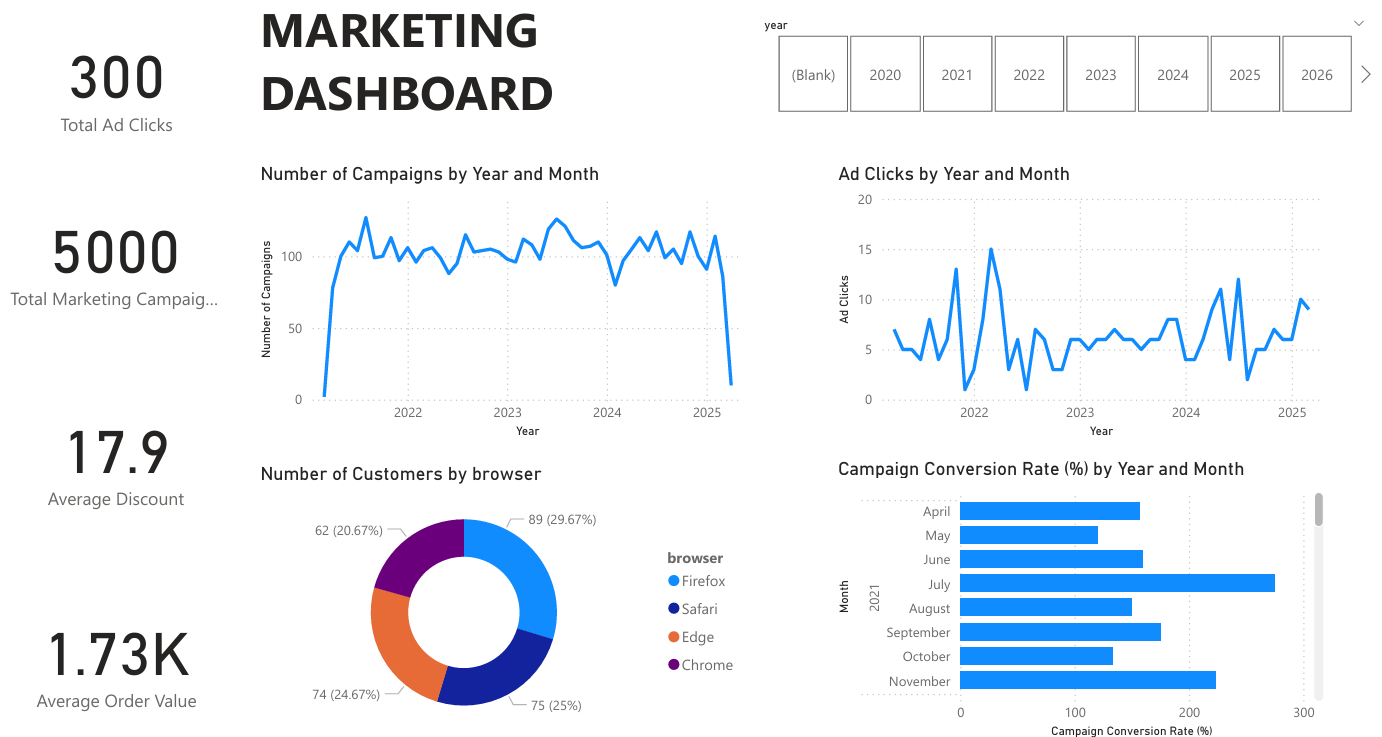 300
Total Ad Clicks
5000
Total Marketing Campaig...
17.9
Average Discount
1.73K
Average Order Value
MARKETING
DASHBOARD
year
(Blank)
2020
2021
2022
2023
2024
2025
2026
Number of Campaigns by Year and Month
Number of Campaigns
100
50
0
2022
2023
2024
2025
Year
Ad Clicks by Year and Month
Ad Clicks
20
15
10
5
0
2022
2023
2024
2025
Year
Number of Customers by browser
62 (20.67%)
89 (29.67%)
74 (24.67%)
75 (25%)
browser
Firefox
Safari
Edge
Chrome
Campaign Conversion Rate (%) by Year and Month
Month
2021
April
May
June
July
August
September
October
November
0
100
200
300
Campaign Conversion Rate (%)